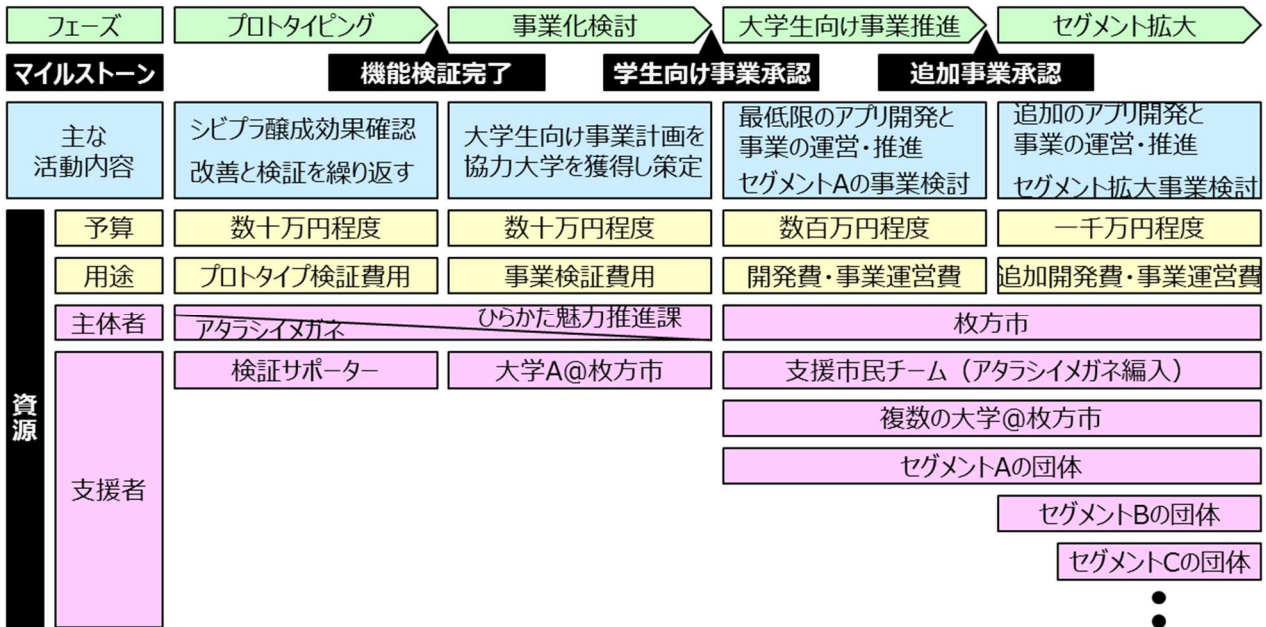 フェーズ
プロトタイピング
事業化検討
大学生向け事業推進
セグメント拡大
マイルストーン
機能検証完了
学生向け事業承認
追加事業承認
主な
活動内容
シビプラ醸成効果確認
改善と検証を繰り返す
大学生向け事業計画を
協力大学を獲得し策定
最低限のアプリ開発と
事業の運営・推進
セグメントAの事業検討
追加のアプリ開発と
事業の運営・推進
セグメント拡大事業検討
資源
予算
数十万円程度
数十万円程度
数百万円程度
一千万円程度
用途
プロトタイプ検証費用
事業検証費用
開発費・事業運営費
追加開発費・事業運営費
主体者
アタラシイメガネ
ひらかた魅力推進課
枚方市
支援者
検証サポーター
大学A@枚方市
支援市民チーム（アタラシイメガネ編入）
複数の大学@枚方市
セグメントAの団体
セグメントBの団体
セグメントCの団体